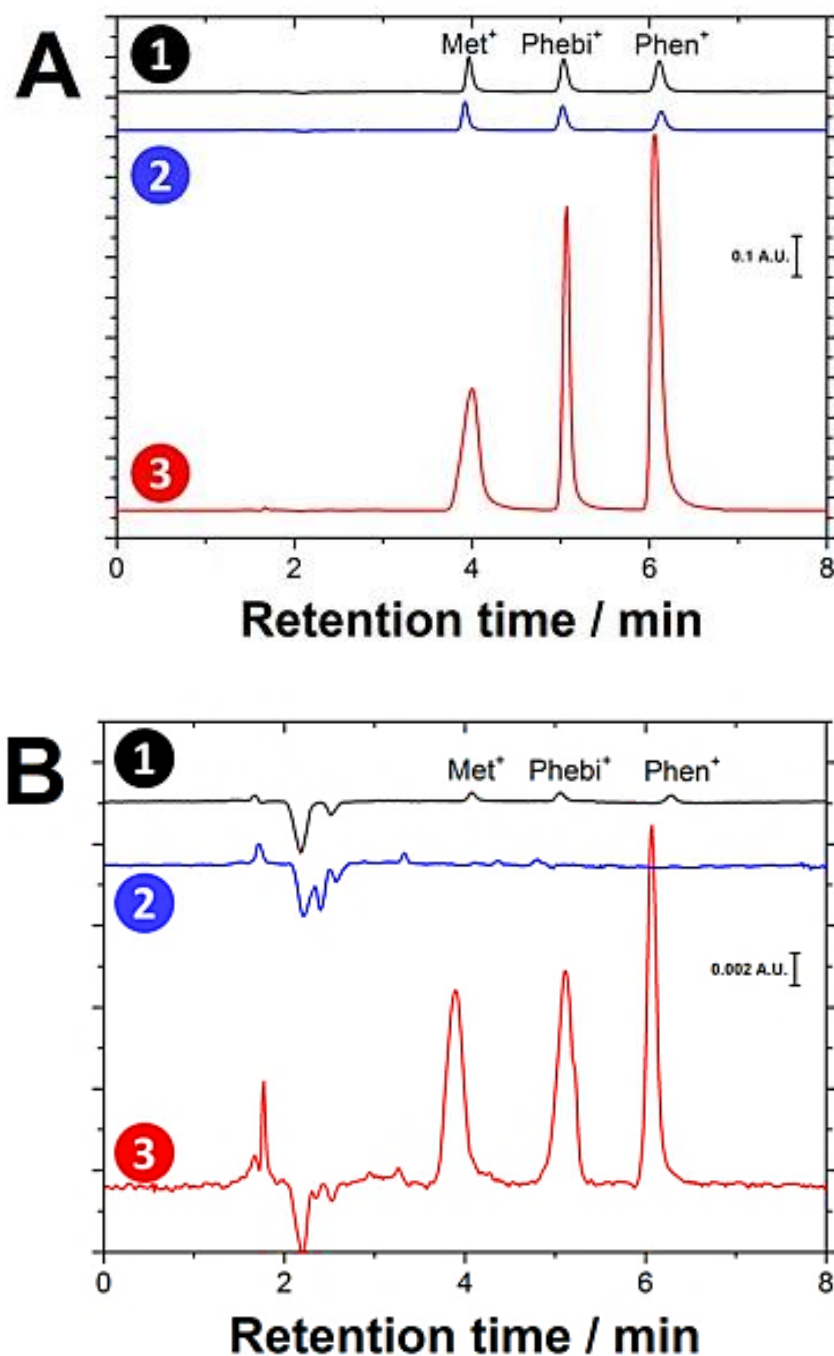 A
1
Met+ Phebi+ Phen+
2
0.1 A.U.
3
0 2 4 6 8
Retention time / min
B
1
Met+ Phebi+ Phen+
2
0.002 A.U.
3
0 2 4 6 8
Retention time / min